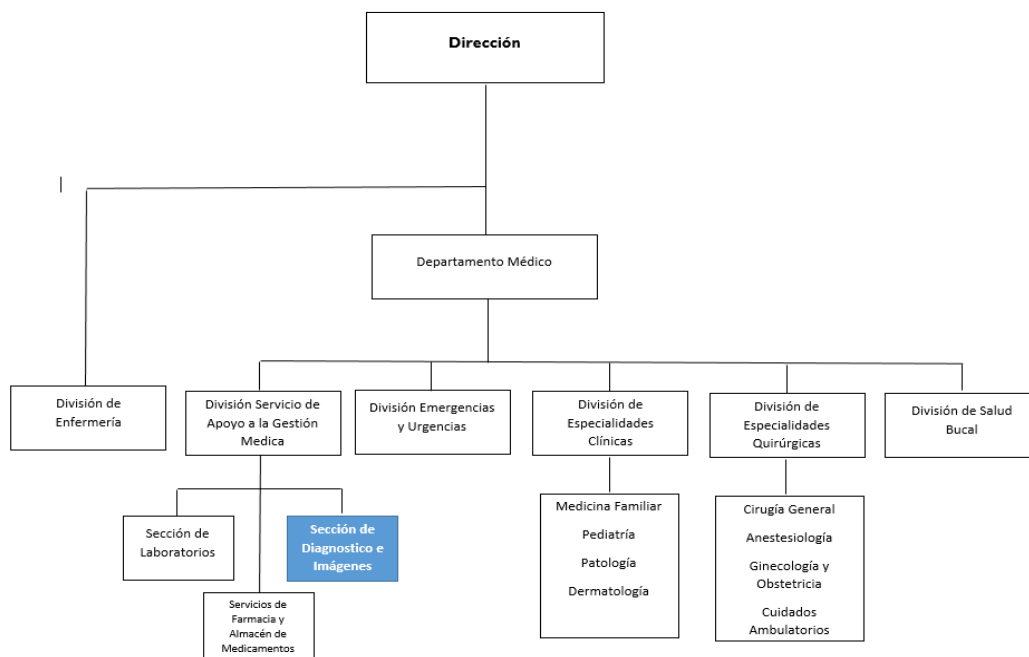 Dirección
Departamento Médico
División de
Enfermería
División Servicio de
Apoyo a la Gestión
Medica
División Emergencias
y Urgencias
División de
Especialidades
Clínicas
División de
Especialidades
Quirúrgicas
División de Salud
Bucal
Sección de
Laboratorios
Sección de
Diagnostico e
Imágenes
Servicios de
Farmacia y
Almacén de
Medicamentos
Medicina Familiar
Pediatría
Patología
Dermatología
Cirugía General
Anestesiología
Ginecología y
Obstetricia
Cuidados
Ambulatorios